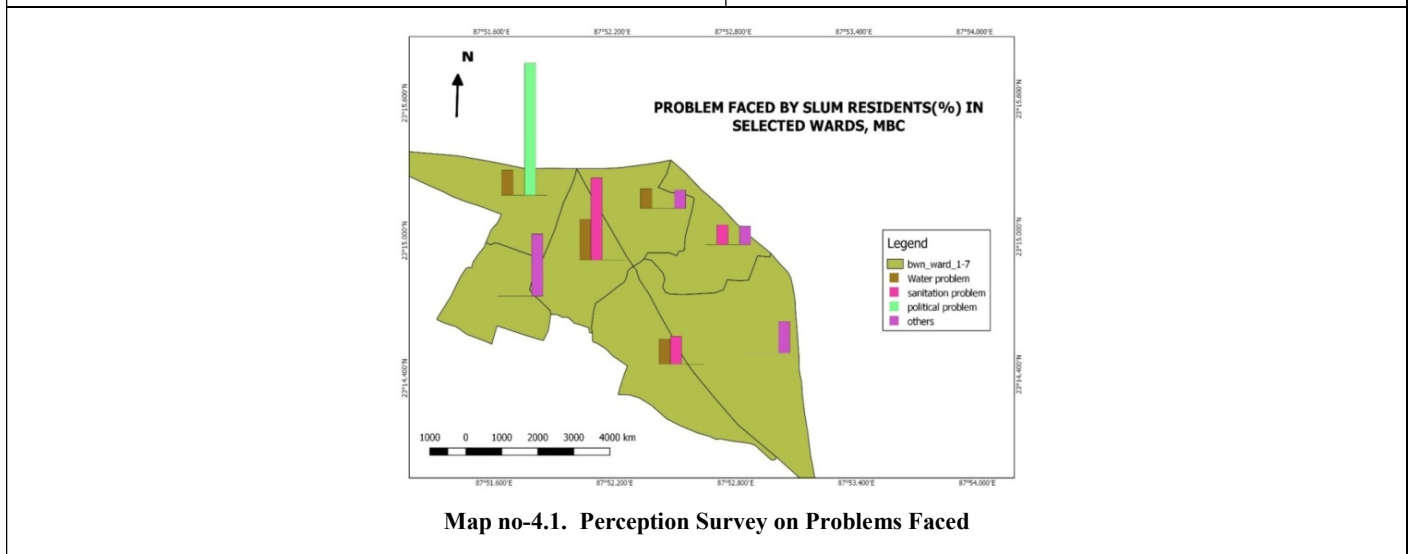 87°51.600'E 87°52.200'E 87°52.800'E 87°53.400'E 87°54.000'E
N
PROBLEM FACED BY SLUM RESIDENTS(%) IN
SELECTED WARDS, MBC
23°15.600'N 23°15.600'N
23°15.000'N 23°15.000'N
23°14.400'N 23°14.400'N
Legend
bwn_ward_1-7
Water problem
sanitation problem
political problem
others
1000 0 1000 2000 3000 4000 km
87°51.600'E 87°52.200'E 87°52.800'E 87°53.400'E 87°54.000'E
Map no-4.1. Perception Survey on Problems Faced